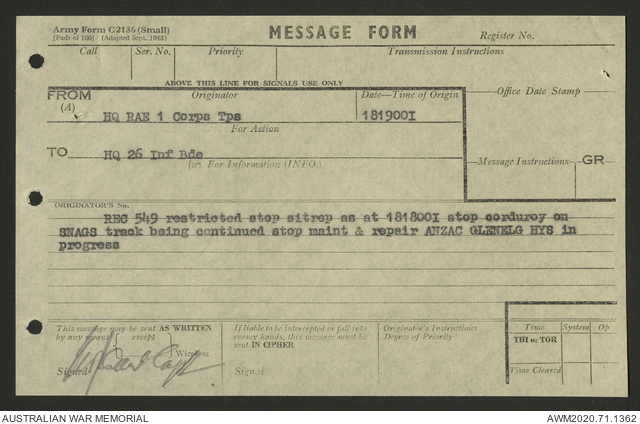 Army Form C2136 (Small)
(Pads of 100) (Adapted Sept. 1943)
MESSAGE FORM
Register No.
Call
Ser. No.
Priority
Transmission Instructions
ABOVE THIS LINE FOR SIGNALS USE ONLY
FROM
(A)
Originator
Date—Time of Origin
Office Date Stamp
HQ RAE 1 Corps Tps
181900I
For Action
TO
HQ 26 Inf Bde
(W) For Information (INFO.)
Message Instructions
GR
ORIGINATOR'S No.
REC 549 restricted stop sitrep as at 181800I stop corduroy on
SNAGS track being continued stop maint & repair ANZAC GLENELG HYS in
progress
This message may be sent AS WRITTEN
by any means { except }
Wireless
Signed
If liable to be intercepted or fall into
enemy hands, this message must be
sent IN CIPHER
Signed
Originator's Instructions
Degree of Priority
Time
System
Op
THI or TOR
Time Cleared
AUSTRALIAN WAR MEMORIAL
AWM2020.71.1362